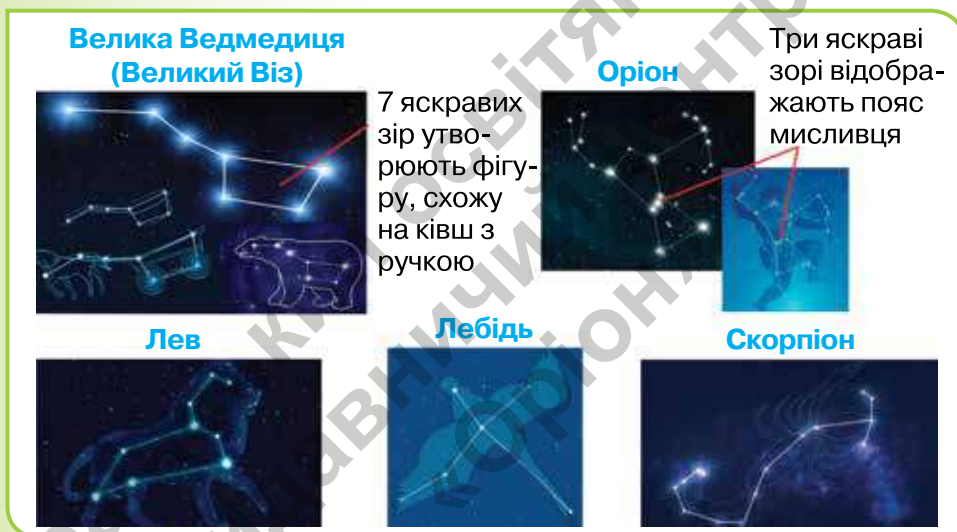 Велика Ведмедиця
(Великий Віз)
7 яскравих
зір утво-
рюють фігу-
ру, схожу
на ківш з
ручкою
Оріон
Три яскраві
зорі відобра-
жають пояс
мисливця
Лев
Лебідь
Скорпіон